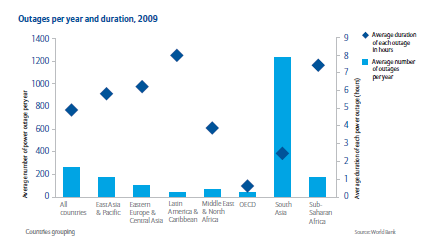 Outages per year and duration, 2009
Average number of power outage per year
1400
1200
1000
800
600
400
200
0
9
8
7
6
5
4
3
2
1
0
Average duration of each power outage (hours)
Average duration
of each outage
in hours
Average number
of outages
per year
All
countries
East Asia
& Pacific
Eastern
Europe &
Central Asia
Latin
America &
Caribbean
Middle East
& North
Africa
OECD
South
Asia
Sub-
Saharan
Africa
Countries grouping
Source: World Bank